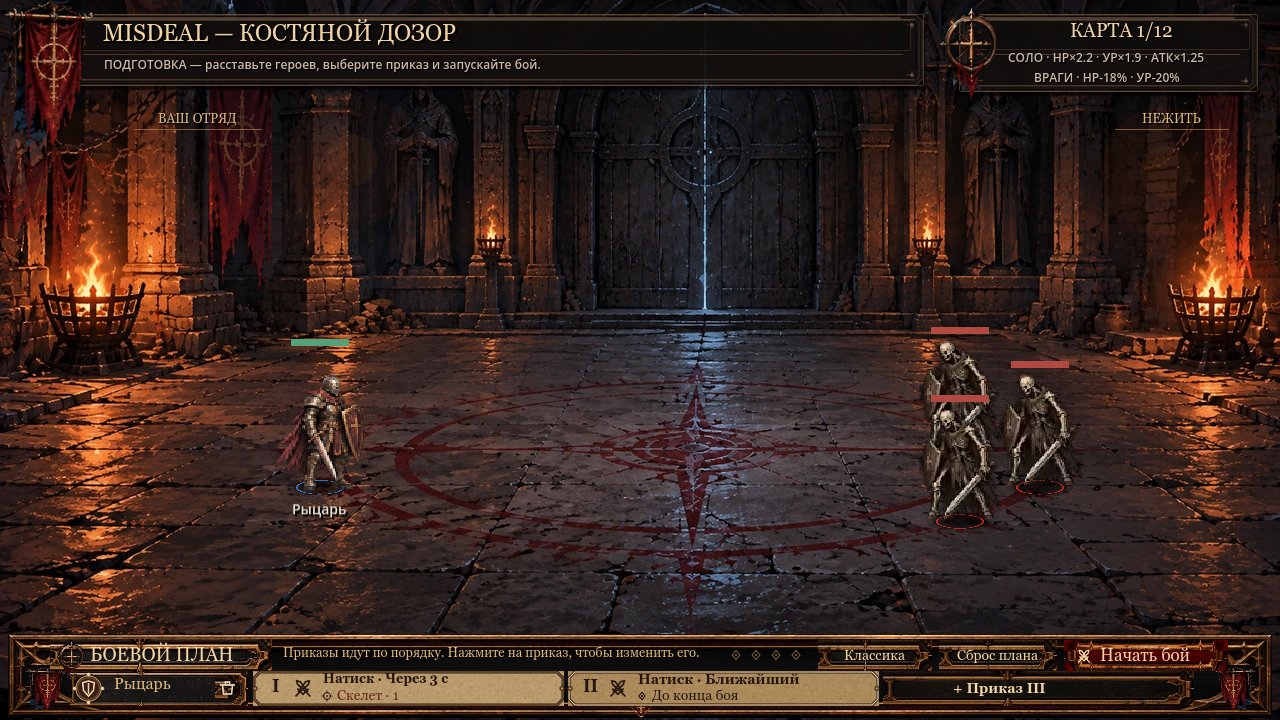 MISDEAL — КОСТЯНОЙ ДОЗОР
ПОДГОТОВКА — расставьте героев, выберите приказ и запускайте бой.
КАРТА 1/12
СОЛО · HP×2.2 · УР×1.9 · АТК×1.25
ВРАГИ · HP-18% · УР-20%
ВАШ ОТРЯД
НЕЖИТЬ
Рыцарь
БОЕВОЙ ПЛАН
Приказы идут по порядку. Нажмите на приказ, чтобы изменить его.
Классика
Сброс плана
Начать бой
Рыцарь
I
Натиск · Через 3 с
Скелет · 1
II
Натиск · Ближайший
До конца боя
+ Приказ III